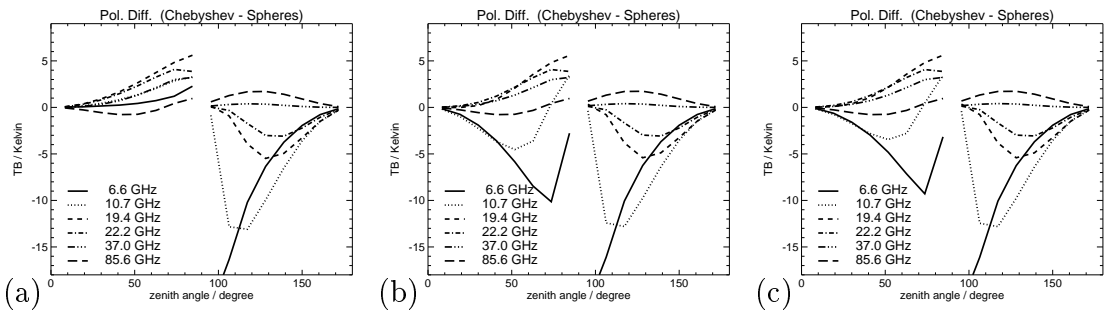 (a)
Pol. Diff. (Chebyshev - Spheres)
TB / Kelvin
5
0
-5
-10
-15
6.6 GHz
10.7 GHz
19.4 GHz
22.2 GHz
37.0 GHz
85.6 GHz
0 50 100 150
zenith angle / degree
(b)
Pol. Diff. (Chebyshev - Spheres)
TB / Kelvin
5
0
-5
-10
-15
6.6 GHz
10.7 GHz
19.4 GHz
22.2 GHz
37.0 GHz
85.6 GHz
0 50 100 150
zenith angle / degree
(c)
Pol. Diff. (Chebyshev - Spheres)
TB / Kelvin
5
0
-5
-10
-15
6.6 GHz
10.7 GHz
19.4 GHz
22.2 GHz
37.0 GHz
85.6 GHz
0 50 100 150
zenith angle / degree